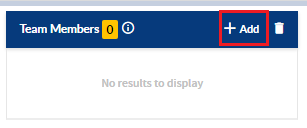 Team Members 0 + Add
No results to display